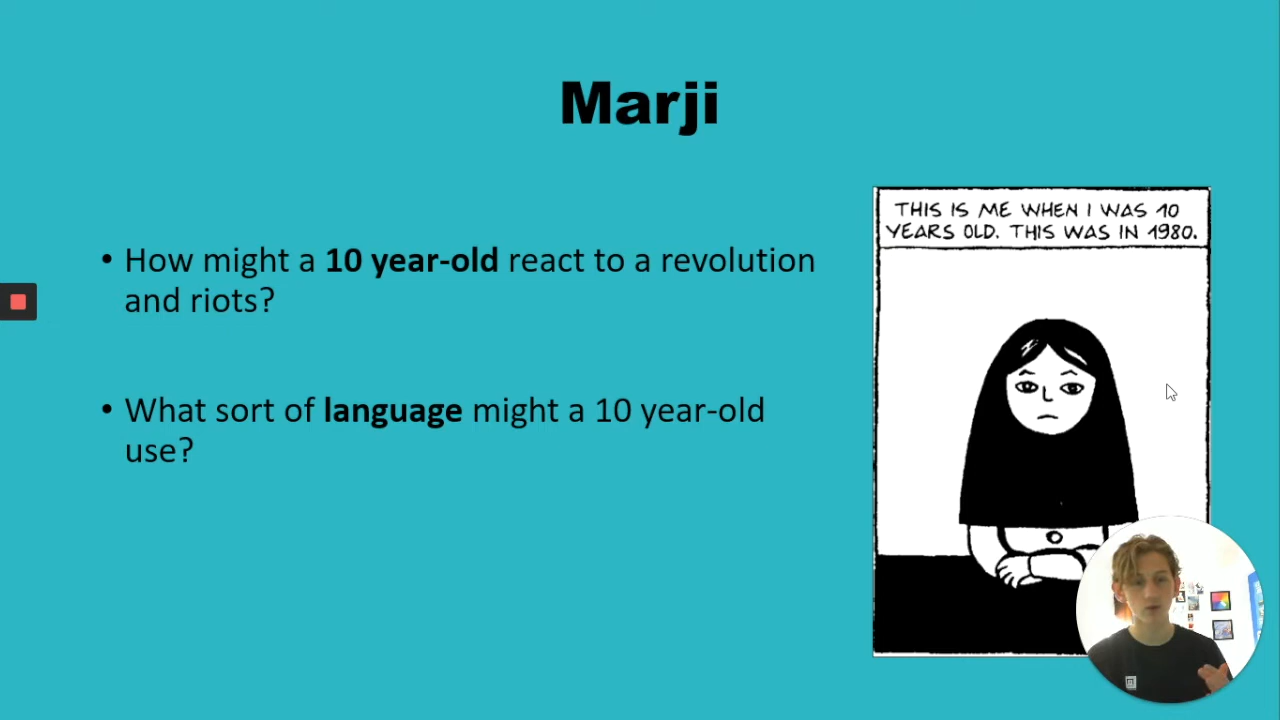 Marji
• How might a 10 year-old react to a revolution
and riots?
• What sort of language might a 10 year-old
use?
THIS IS ME WHEN I WAS 10
YEARS OLD. THIS WAS IN 1980.